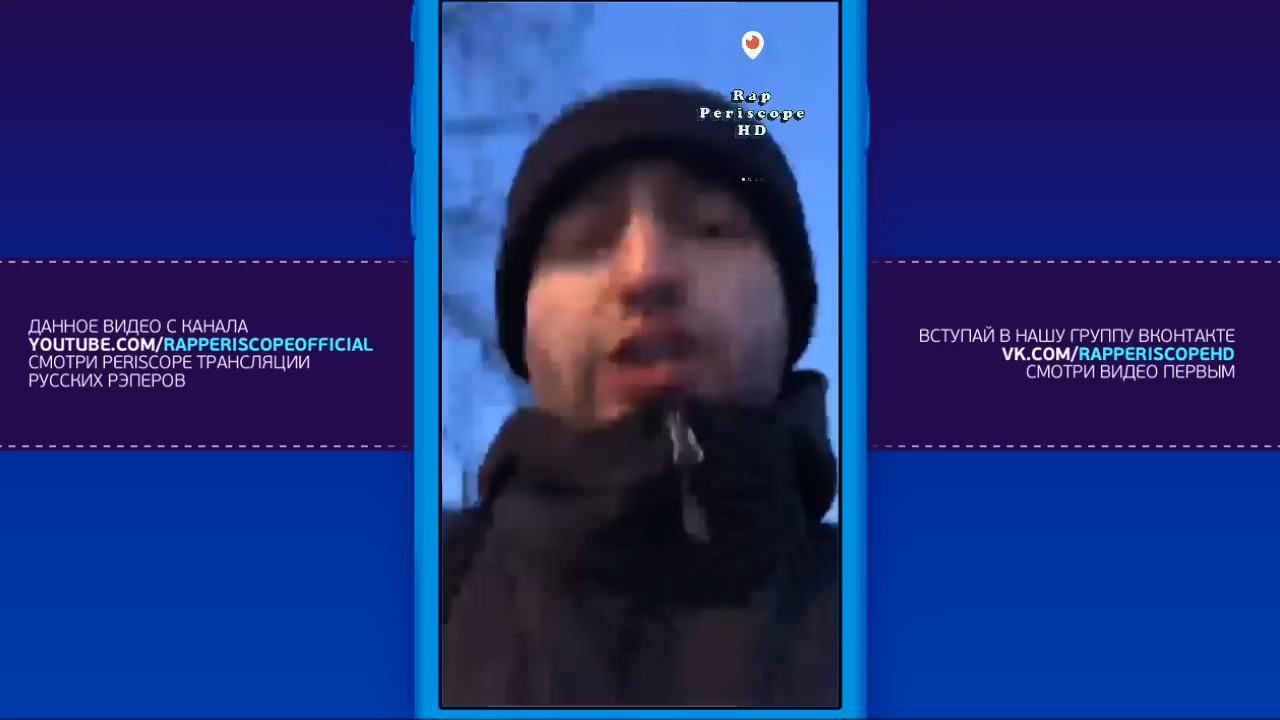 ДАННОЕ ВИДЕО С КАНАЛА
YOUTUBE.COM/RAPPERISCOPEOFFICIAL
СМОТРИ PERISCOPE ТРАНСЛЯЦИИ
РУССКИХ РЭПЕРОВ
Rap
Periscope
HD
ВСТУПАЙ В НАШУ ГРУППУ ВКОНТАКТЕ
VK.COM/RAPPERISCOPEHD
СМОТРИ ВИДЕО ПЕРВЫМ